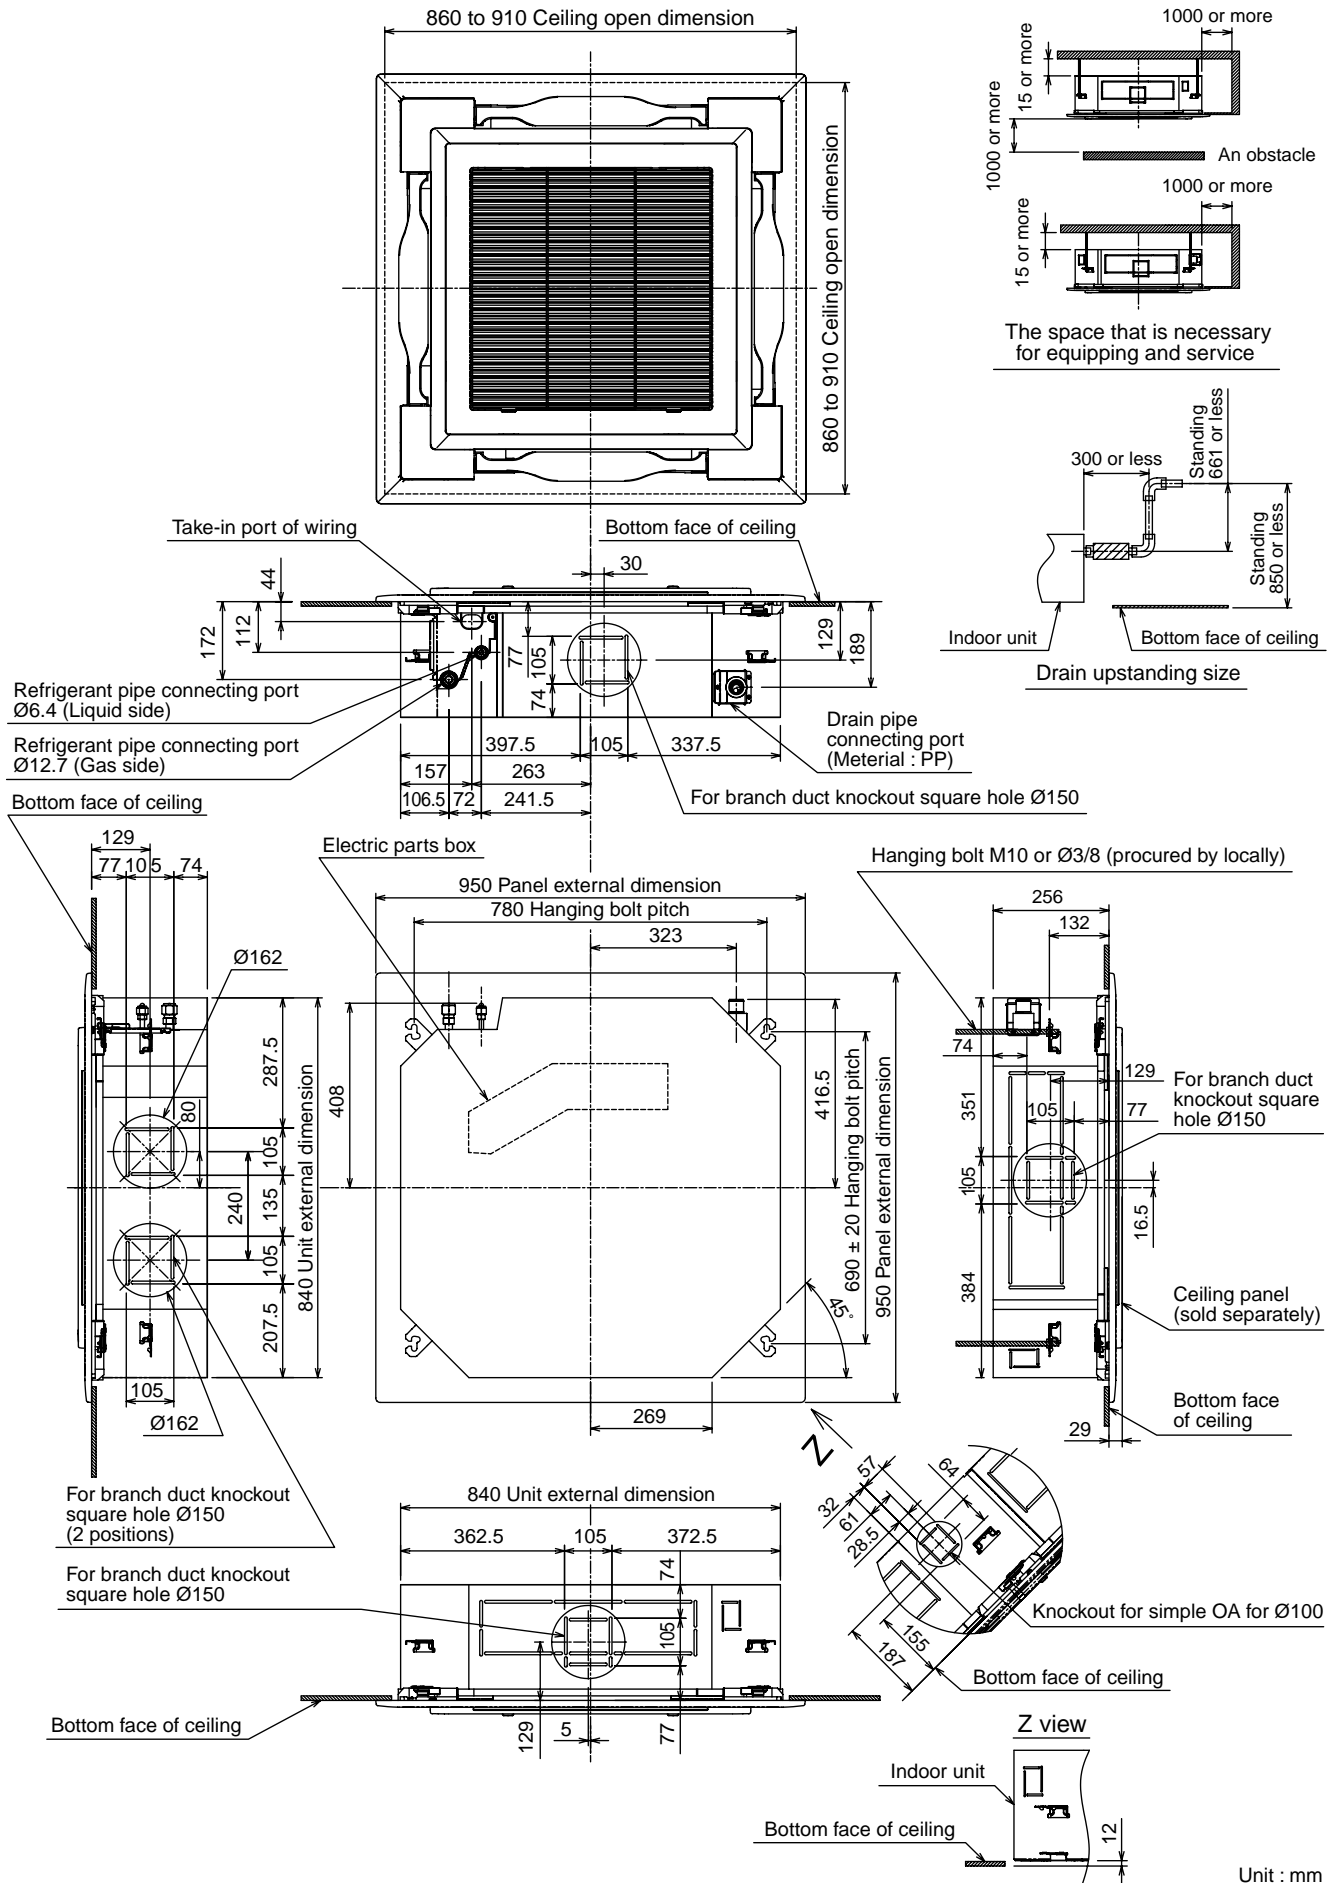 860 to 910 Ceiling open dimension
860 to 910 Ceiling open dimension
1000 or more
15 or more
1000 or more
An obstacle
1000 or more
15 or more
The space that is necessary
for equipping and service
Standing
661 or less
300 or less
Standing
850 or less
Indoor unit
Bottom face of ceiling
Drain upstanding size
Take-in port of wiring
Bottom face of ceiling
30
44
112
172
77
105
74
129
189
Refrigerant pipe connecting port
Ø6.4 (Liquid side)
Refrigerant pipe connecting port
Ø12.7 (Gas side)
Drain pipe
connecting port
(Meterial : PP)
397.5
105
337.5
157
263
106.5
72
241.5
For branch duct knockout square hole Ø150
Bottom face of ceiling
129
77
105
74
Ø162
287.5
80
105
135
240
105
207.5
840 Unit external dimension
105
Ø162
For branch duct knockout
square hole Ø150
(2 positions)
Electric parts box
950 Panel external dimension
780 Hanging bolt pitch
323
408
416.5
690 ± 20 Hanging bolt pitch
950 Panel external dimension
45°
269
Z
Hanging bolt M10 or Ø3/8 (procured by locally)
256
132
74
129
351
105
77
For branch duct
knockout square
hole Ø150
105
16.5
384
Ceiling panel
(sold separately)
Bottom face
of ceiling
29
For branch duct knockout
square hole Ø150
840 Unit external dimension
362.5
105
372.5
74
105
129
5
77
Bottom face of ceiling
57
64
32
61
28.5
155
187
Knockout for simple OA for Ø100
Bottom face of ceiling
Z view
Indoor unit
Bottom face of ceiling
12
Unit : mm